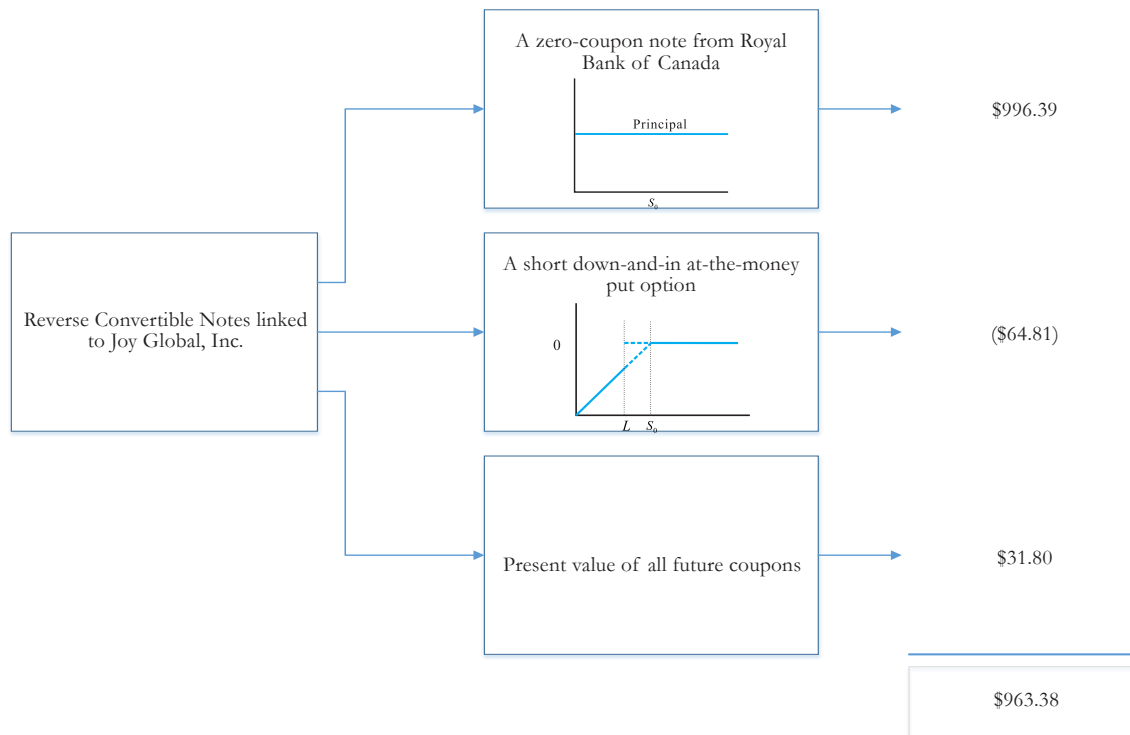 Reverse Convertible Notes linked
to Joy Global, Inc.
A zero-coupon note from Royal
Bank of Canada
Principal
S₀
$996.39
A short down-and-in at-the-money
put option
0
L S₀
($64.81)
Present value of all future coupons
$31.80
$963.38